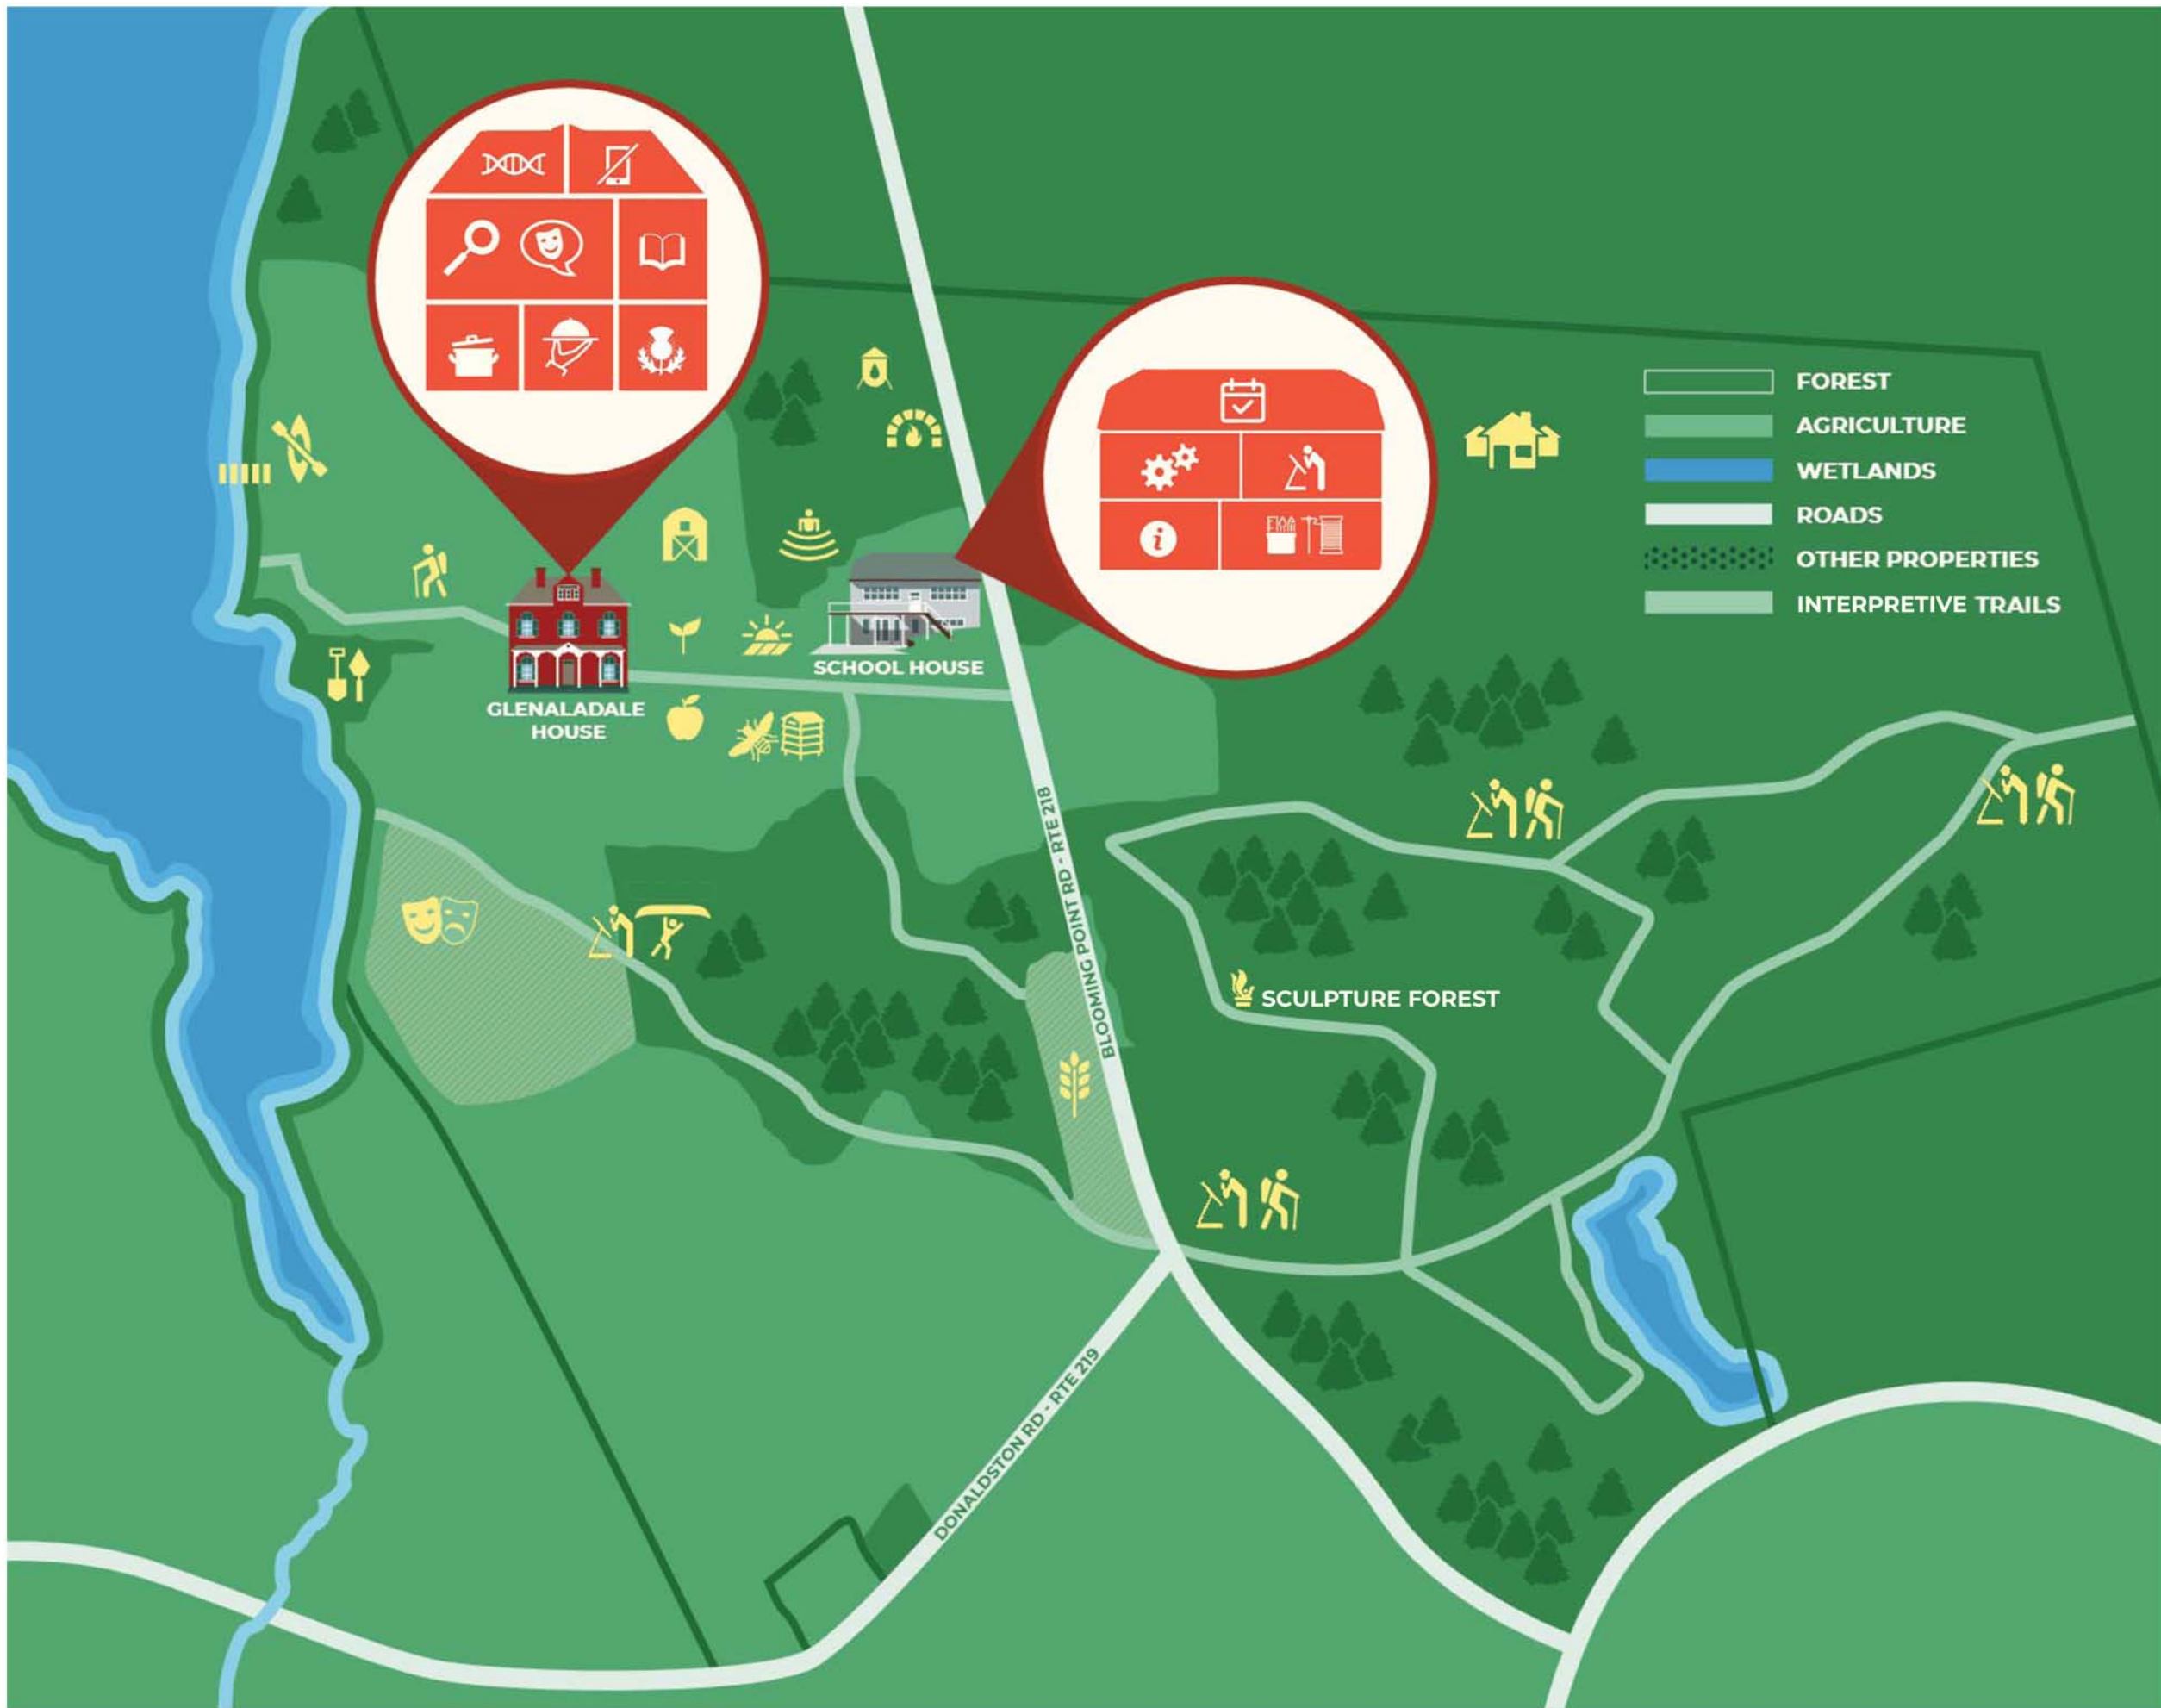 FOREST
AGRICULTURE
WETLANDS
ROADS
OTHER PROPERTIES
INTERPRETIVE TRAILS
SCHOOL HOUSE
GLENALADALE
HOUSE
BLOOMING POINT RD - RTE 218
SCULPTURE FOREST
DONALDSTON RD - RTE 219
i